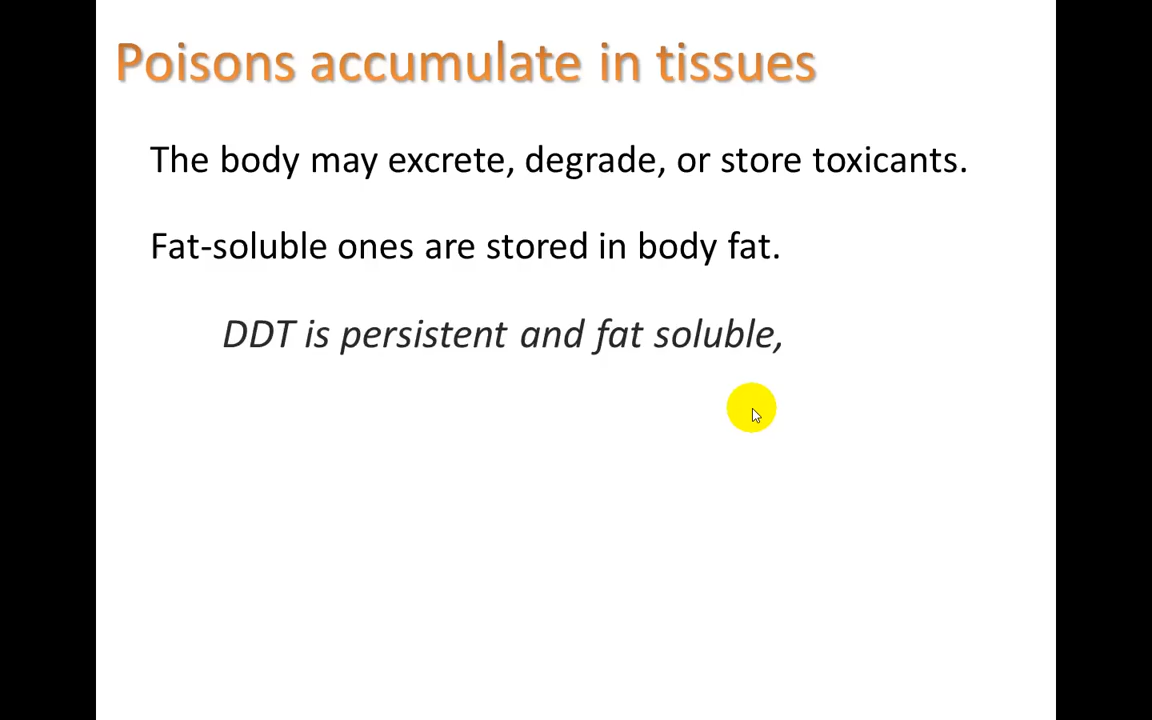 Poisons accumulate in tissues
The body may excrete, degrade, or store toxicants.
Fat-soluble ones are stored in body fat.
DDT is persistent and fat soluble,